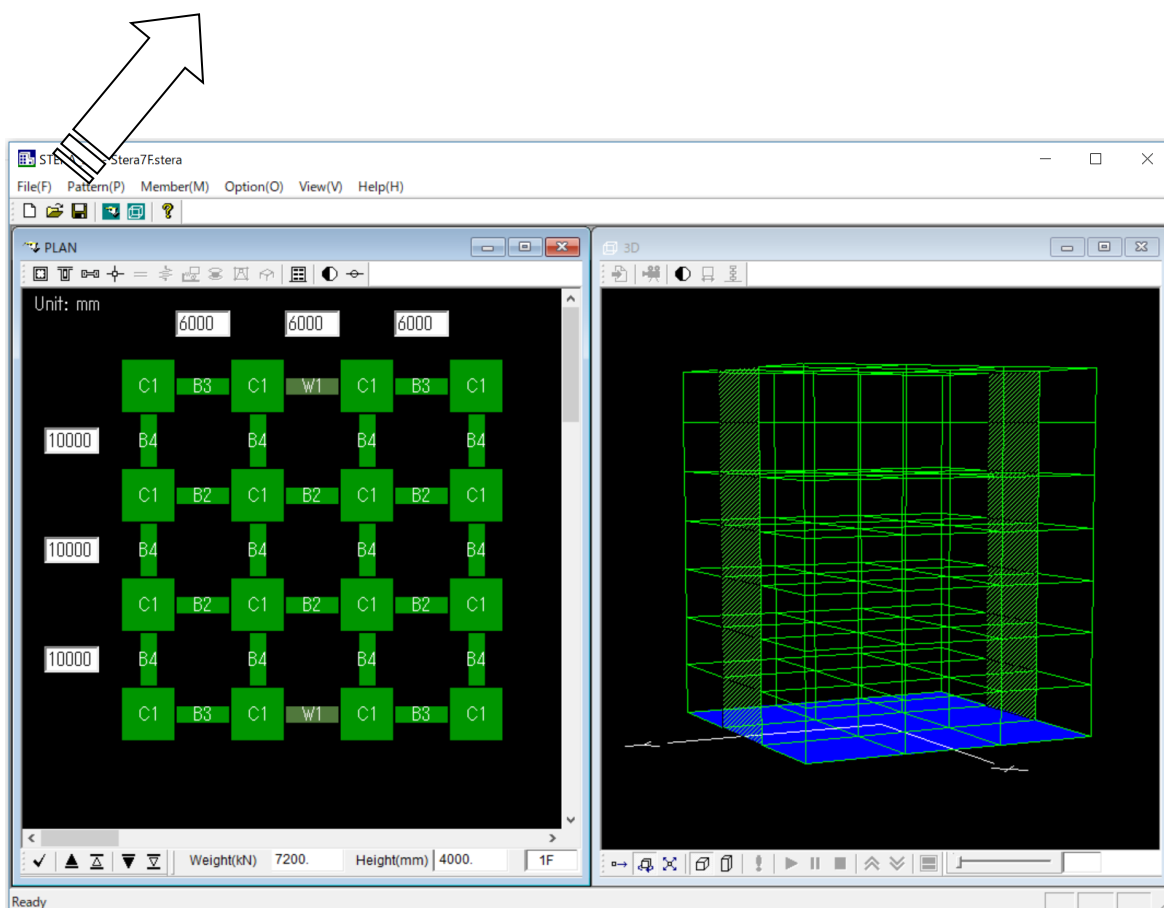 Stera7F.stera
File(F) Pattern(P) Member(M) Option(O) View(V) Help(H)
PLAN
Unit: mm
6000 6000 6000
C1 B3 C1 W1 C1 B3 C1
10000 B4 B4 B4 B4
C1 B2 C1 B2 C1 B2 C1
10000 B4 B4 B4 B4
C1 B2 C1 B2 C1 B2 C1
10000 B4 B4 B4 B4
C1 B3 C1 W1 C1 B3 C1
Weight(kN) 7200. Height(mm) 4000. 1F
3D
Ready